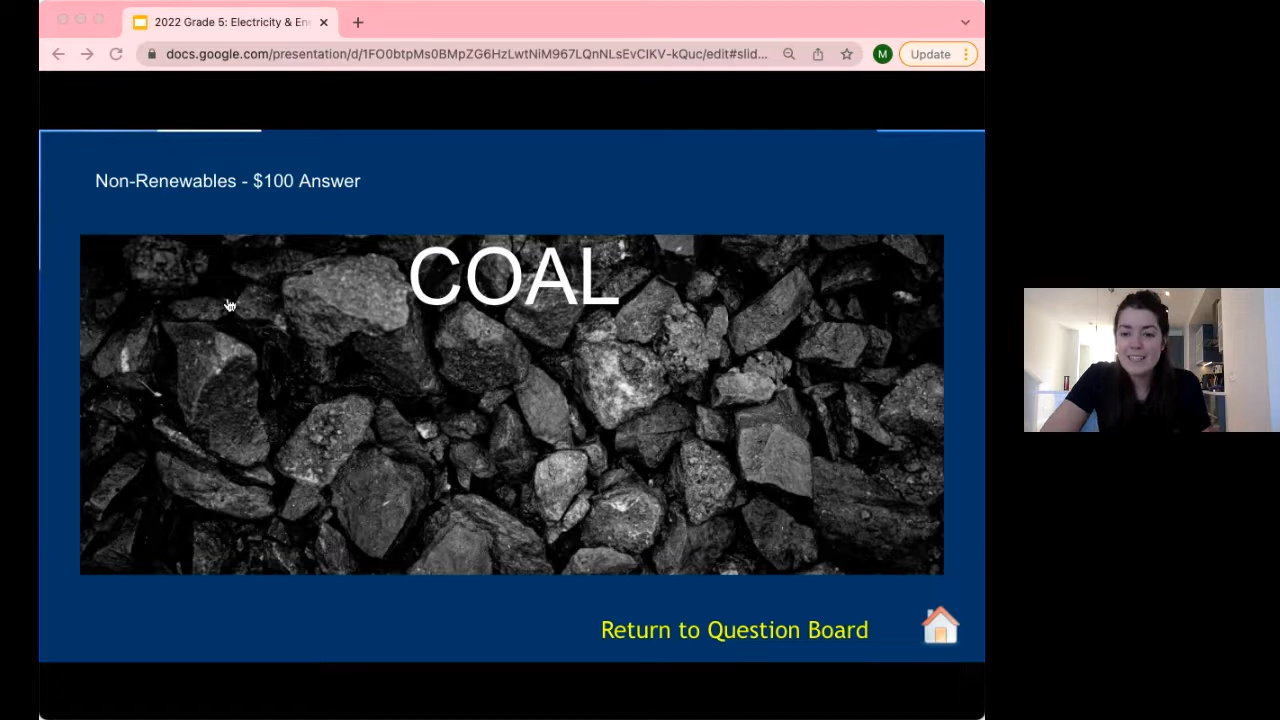 2022 Grade 5: Electricity & En
docs.google.com/presentation/d/1FO0btpMs0BMpZG6HzLwtNiM967LQnNLsEvCIKV-kQuc/edit#slid...
M
Update
Non-Renewables - $100 Answer
COAL
Return to Question Board